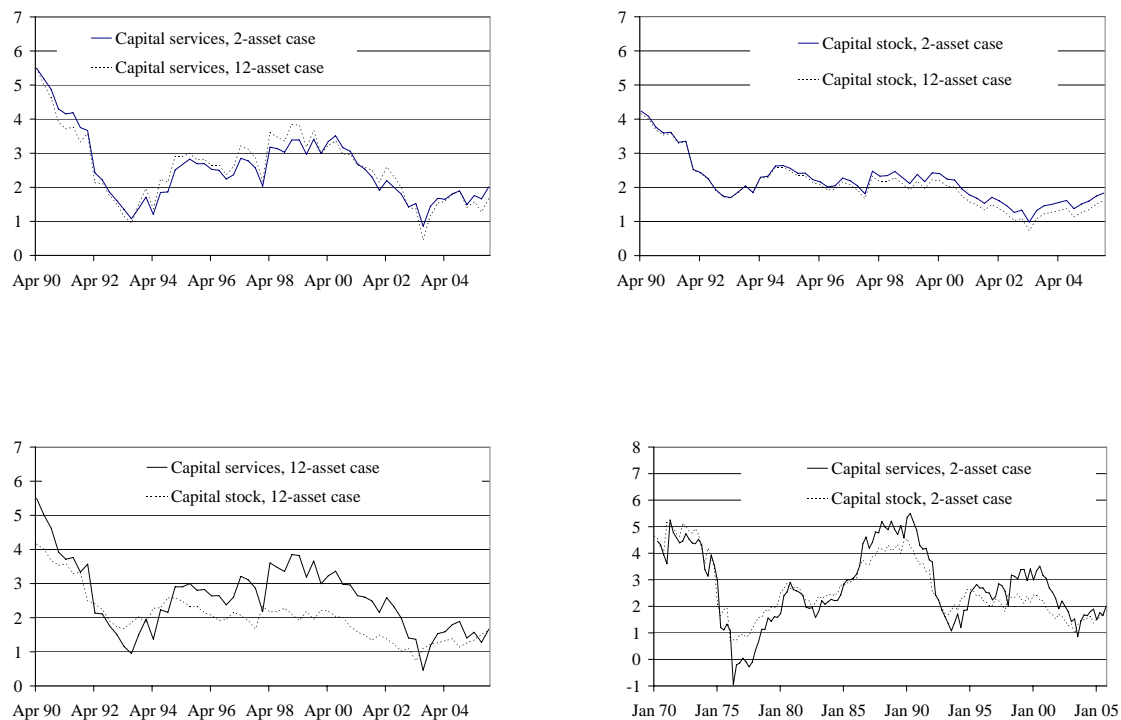 7
6
5
4
3
2
1
0
Capital services, 2-asset case
Capital services, 12-asset case
Apr 90 Apr 92 Apr 94 Apr 96 Apr 98 Apr 00 Apr 02 Apr 04
7
6
5
4
3
2
1
0
Capital stock, 2-asset case
Capital stock, 12-asset case
Apr 90 Apr 92 Apr 94 Apr 96 Apr 98 Apr 00 Apr 02 Apr 04
7
6
5
4
3
2
1
0
Capital services, 12-asset case
Capital stock, 12-asset case
Apr 90 Apr 92 Apr 94 Apr 96 Apr 98 Apr 00 Apr 02 Apr 04
8
7
6
5
4
3
2
1
0
-1
Capital services, 2-asset case
Capital stock, 2-asset case
Jan 70 Jan 75 Jan 80 Jan 85 Jan 90 Jan 95 Jan 00 Jan 05